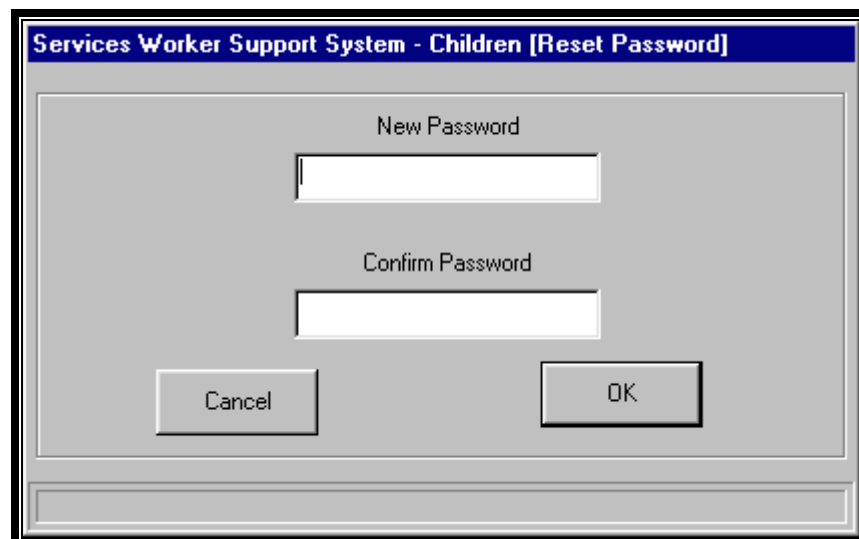 Services Worker Support System - Children [Reset Password]
New Password
Confirm Password
Cancel
OK